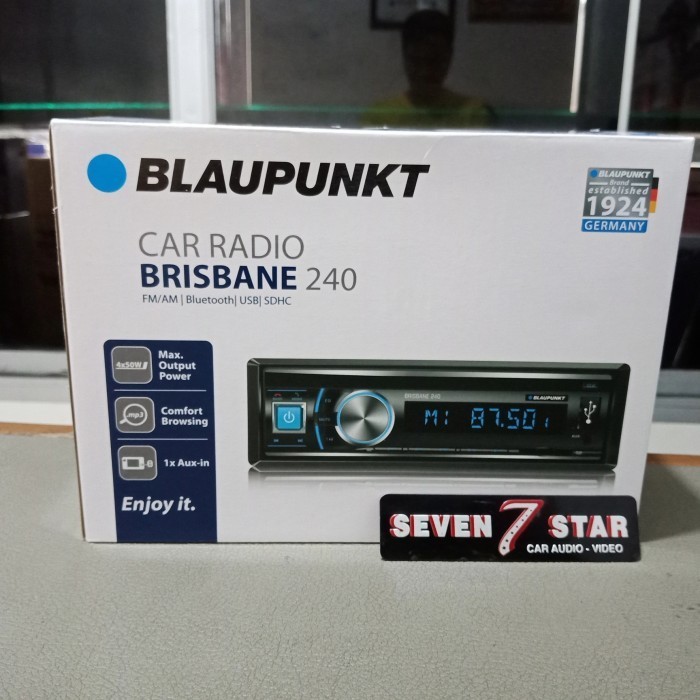 BLAUPUNKT
BLAUPUNKT
Brand
established
1924
GERMANY
CAR RADIO
BRISBANE 240
FM/AM | Bluetooth| USB| SDHC
4x50W
Max.
Output
Power
.mp3
Comfort
Browsing
1x Aux-in
Enjoy it.
BRISBANE 240
BLAUPUNKT
M1 87.50
SEVEN 7 STAR
CAR AUDIO - VIDEO